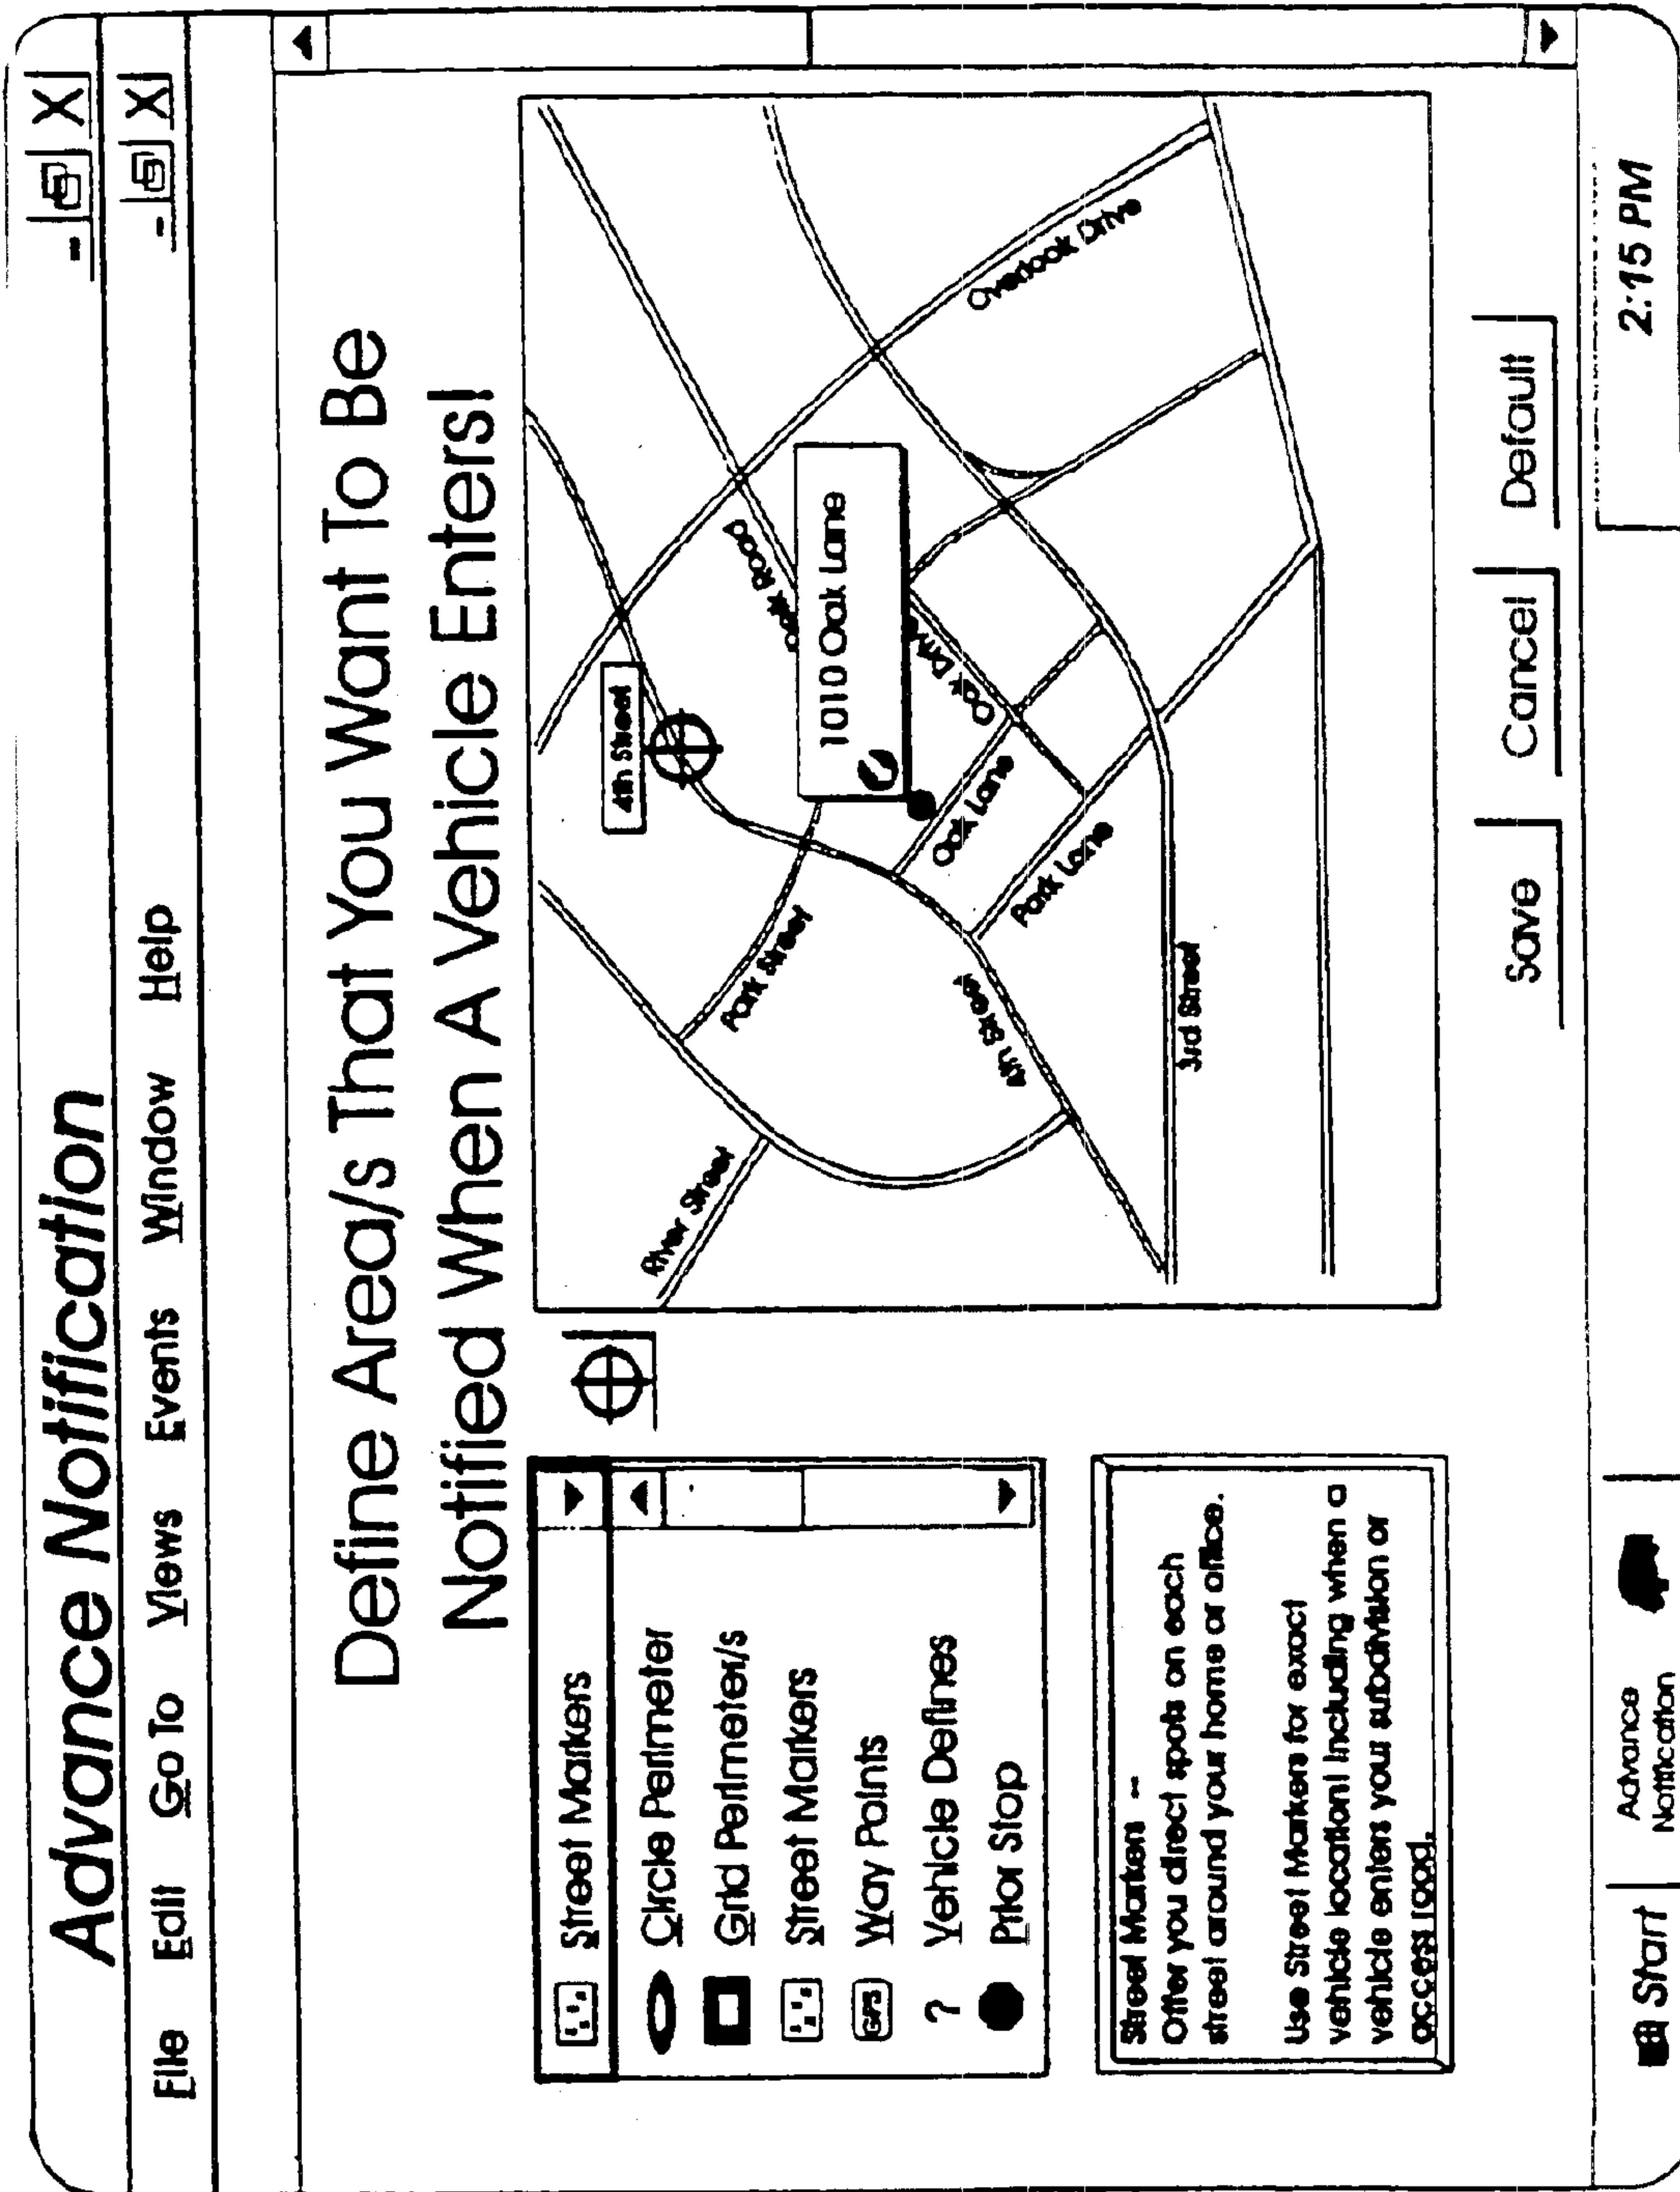 Advance Notification
File Edit Go To Views Events Window Help
Define Area/s That You Want To Be
Notified When A Vehicle Enters!
Street Markers
Circle Perimeter
Grid Perimeter/s
Street Markers
GPS Way Points
? Vehicle Defines
Prior Stop
Street Markers --
Offer you direct spots on each
street around your home or office.
Use Street Markers for exact
vehicle location! Including when a
vehicle enters your subdivision or
access road.
4th Street
1010 Oak Lane
River Street
Park Street
Road
Oak Drive
Overlook Drive
Oak Lane
Park Lane
4th Street
3rd Street
Save Cancel Default
Start
Advance
Notification
2:15 PM